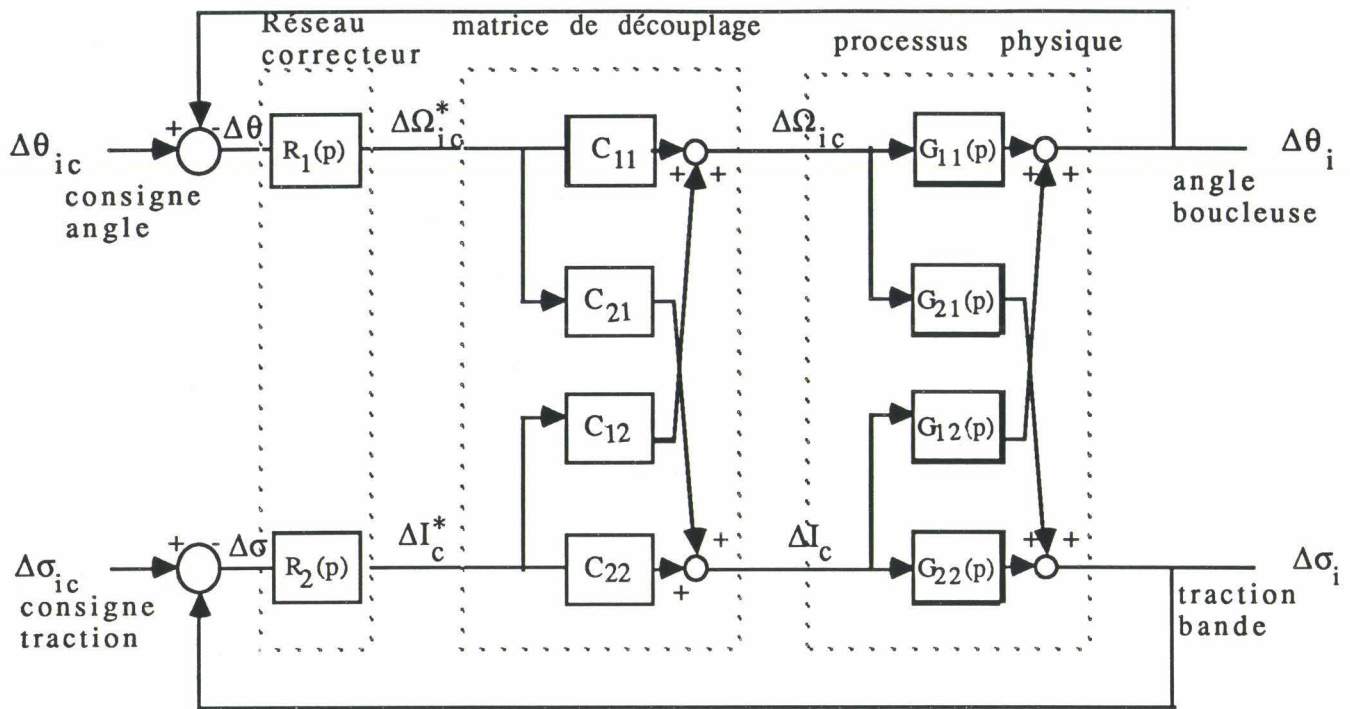 Réseau
correcteur
matrice de découplage
processus physique
+
-
Δθ
R1(p)
ΔΩ*ic
C11
+
+
ΔΩic
G11(p)
+
+
Δθi
Δθic
consigne
angle
angle
boucleuse
C21
G21(p)
C12
G12(p)
+
-
Δσ
R2(p)
ΔI*c
C22
+
+
ΔIc
G22(p)
+
+
Δσi
Δσic
consigne
traction
traction
bande